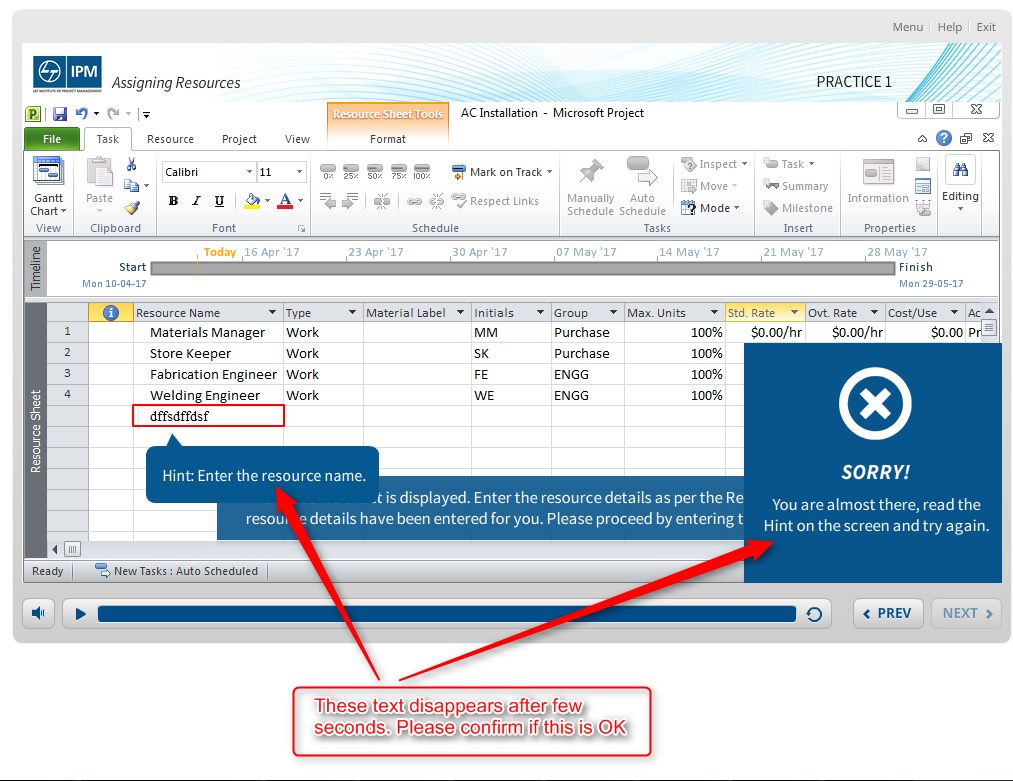 Menu Help Exit
IPM
L&T INSTITUTE OF PROJECT MANAGEMENT
Assigning Resources
PRACTICE 1
Resource Sheet Tools
AC Installation - Microsoft Project
File Task Resource Project View Format
Calibri 11
0% 25% 50% 75% 100%
Mark on Track
Inspect
Task
Gantt Chart
Paste
B I U A
Respect Links
Manually Schedule
Auto Schedule
Move
Mode
Summary
Milestone
Information
Editing
View Clipboard Font Schedule Tasks Insert Properties
Timeline
Today 16 Apr '17 23 Apr '17 30 Apr '17 07 May '17 14 May '17 21 May '17 28 May '17
Start Finish
Mon 10-04-17 Mon 29-05-17
Resource Sheet
Resource Name Type Material Label Initials Group Max. Units Std. Rate Ovt. Rate Cost/Use Ac
1 Materials Manager Work MM Purchase 100% $0.00/hr $0.00/hr $0.00 Pr
2 Store Keeper Work SK Purchase 100%
3 Fabrication Engineer Work FE ENGG 100%
4 Welding Engineer Work WE ENGG 100%
dffsdffdsf
Hint: Enter the resource name.
t is displayed. Enter the resource details as per the Re
resource details have been entered for you. Please proceed by entering t
SORRY!
You are almost there, read the
Hint on the screen and try again.
Ready New Tasks : Auto Scheduled
PREV NEXT
These text disappears after few
seconds. Please confirm if this is OK